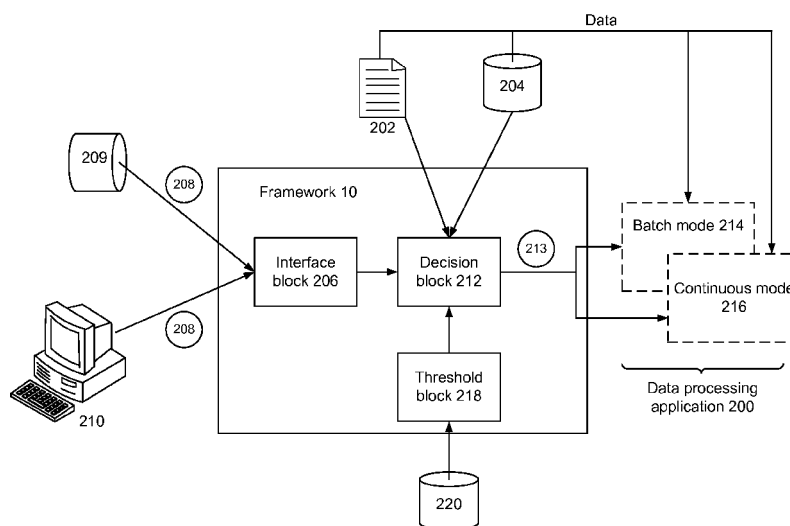 Data
204
202
209
208
Framework 10
213
Batch mode 214
Interface
block 206
Decision
block 212
Continuous mode
216
208
Threshold
block 218
Data processing
application 200
210
220